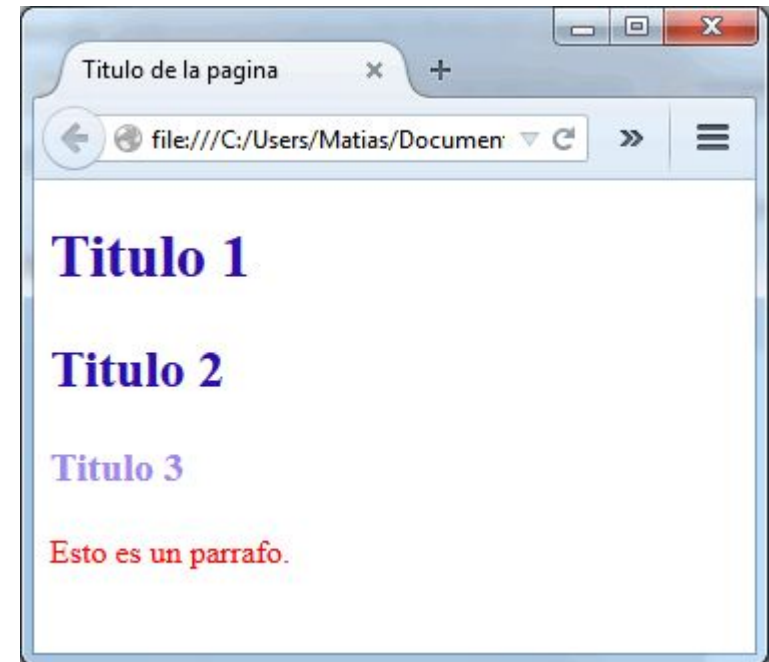 Titulo de la pagina
file:///C:/Users/Matias/Documen
Titulo 1
Titulo 2
Titulo 3
Esto es un parrafo.